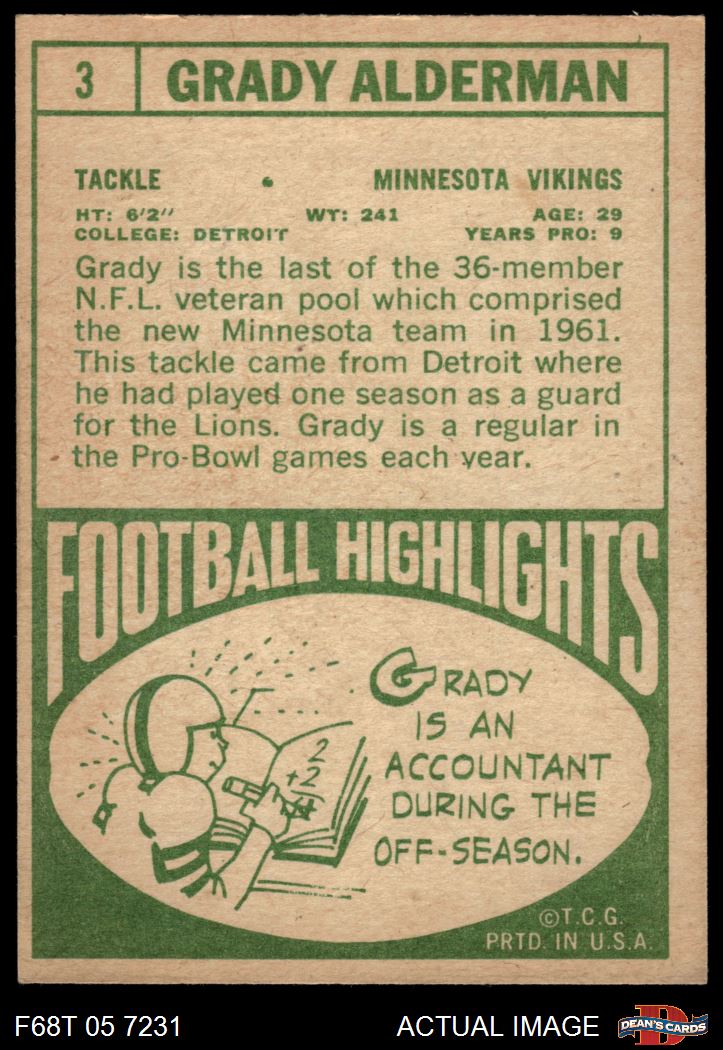 3 GRADY ALDERMAN
TACKLE • MINNESOTA VIKINGS
HT: 6'2" WT: 241 AGE: 29
COLLEGE: DETROIT YEARS PRO: 9
Grady is the last of the 36-member
N.F.L. veteran pool which comprised
the new Minnesota team in 1961.
This tackle came from Detroit where
he had played one season as a guard
for the Lions. Grady is a regular in
the Pro-Bowl games each year.
FOOTBALL HIGHLIGHTS
2
+2
4
GRADY
IS AN
ACCOUNTANT
DURING THE
OFF-SEASON.
©T.C.G.
PRTD. IN U.S.A.
F68T 05 7231 ACTUAL IMAGE
D
DEAN'S CARDS